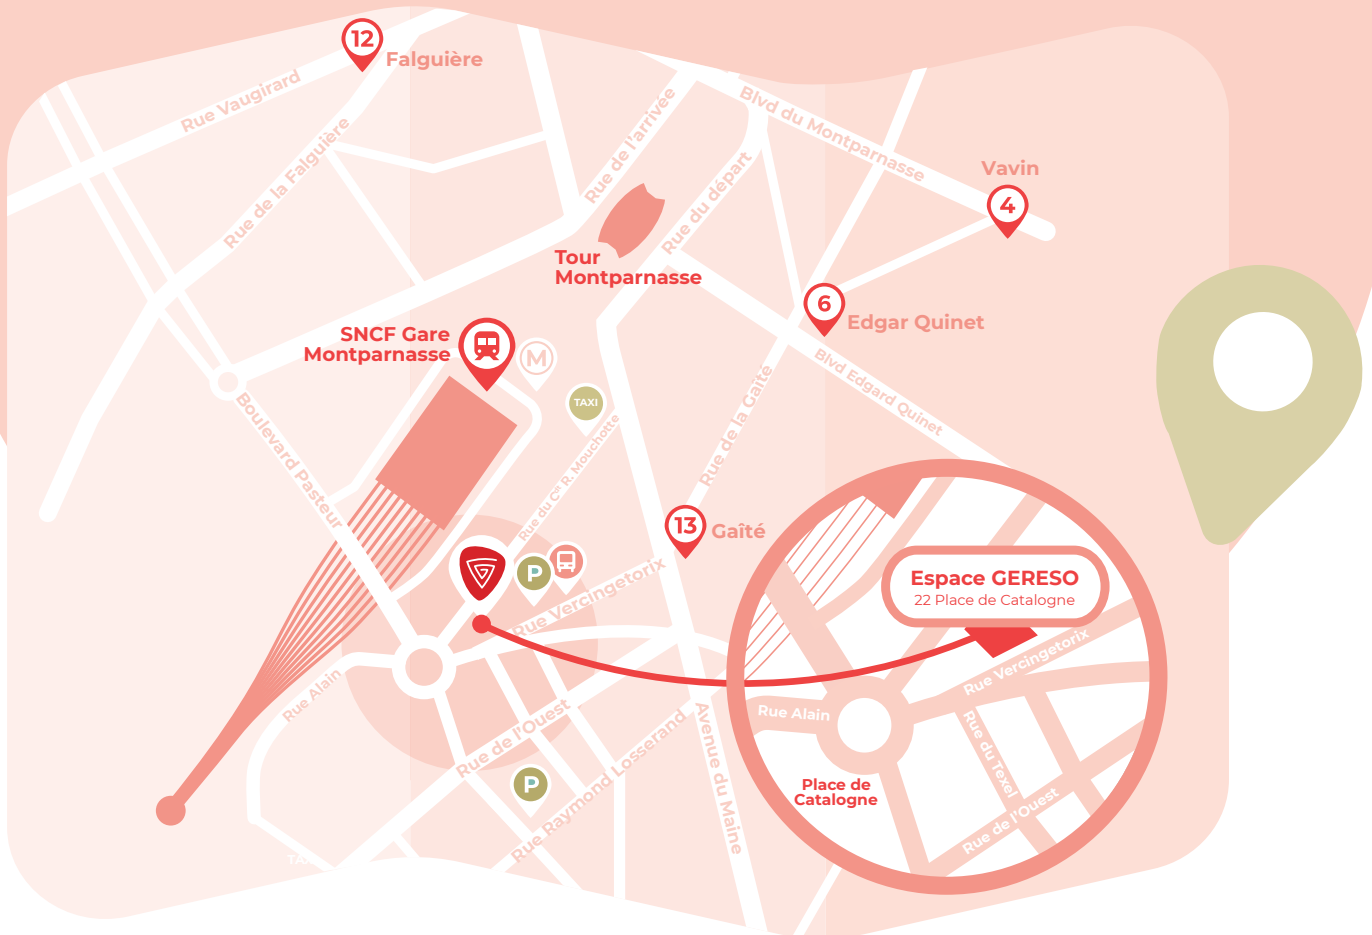 12
Falguière
Rue Vaugirard
Rue de la Falguière
Rue de l'arrivée
Blvd du Montparnasse
Rue du départ
Vavin
4
Tour
Montparnasse
6
Edgar Quinet
SNCF Gare
Montparnasse
M
TAXI
Blvd Edgard Quinet
Boulevard Pasteur
Rue du Cᵈᵗ R. Mouchotte
Rue de la Gaîte
13
Gaîté
P
Rue Vercingetorix
Espace GERESO
22 Place de Catalogne
Rue Vercingetorix
Rue Alain
Rue Alain
Rue de l'Ouest
Rue Raymond Losserand
Avenue du Maine
Rue du Texel
Place de
Catalogne
Rue de l'Ouest
P